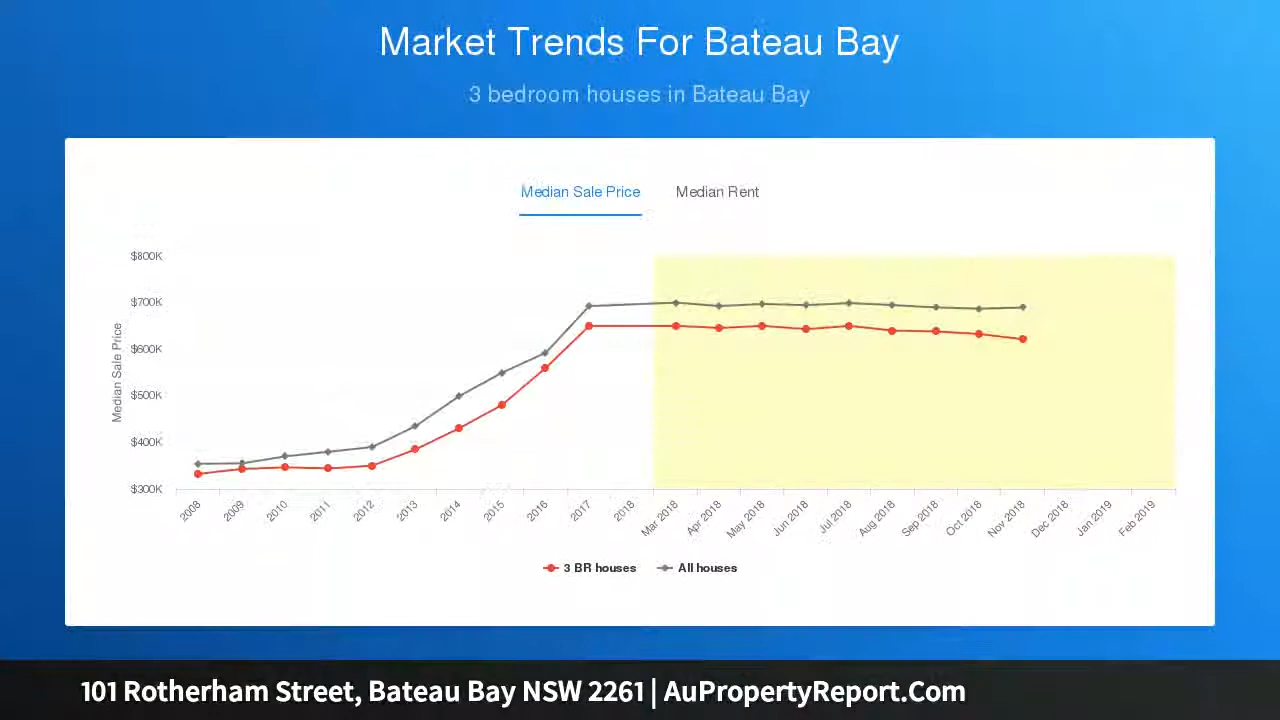 Market Trends For Bateau Bay
3 bedroom houses in Bateau Bay
Median Sale Price
Median Rent
Median Sale Price
$800K
$700K
$600K
$500K
$400K
$300K
2008
2009
2010
2011
2012
2013
2014
2015
2016
2017
2018
Mar 2018
Apr 2018
May 2018
Jun 2018
Jul 2018
Aug 2018
Sep 2018
Oct 2018
Nov 2018
Dec 2018
Jan 2019
Feb 2019
3 BR houses
All houses
101 Rotherham Street, Bateau Bay NSW 2261 | AuPropertyReport.Com